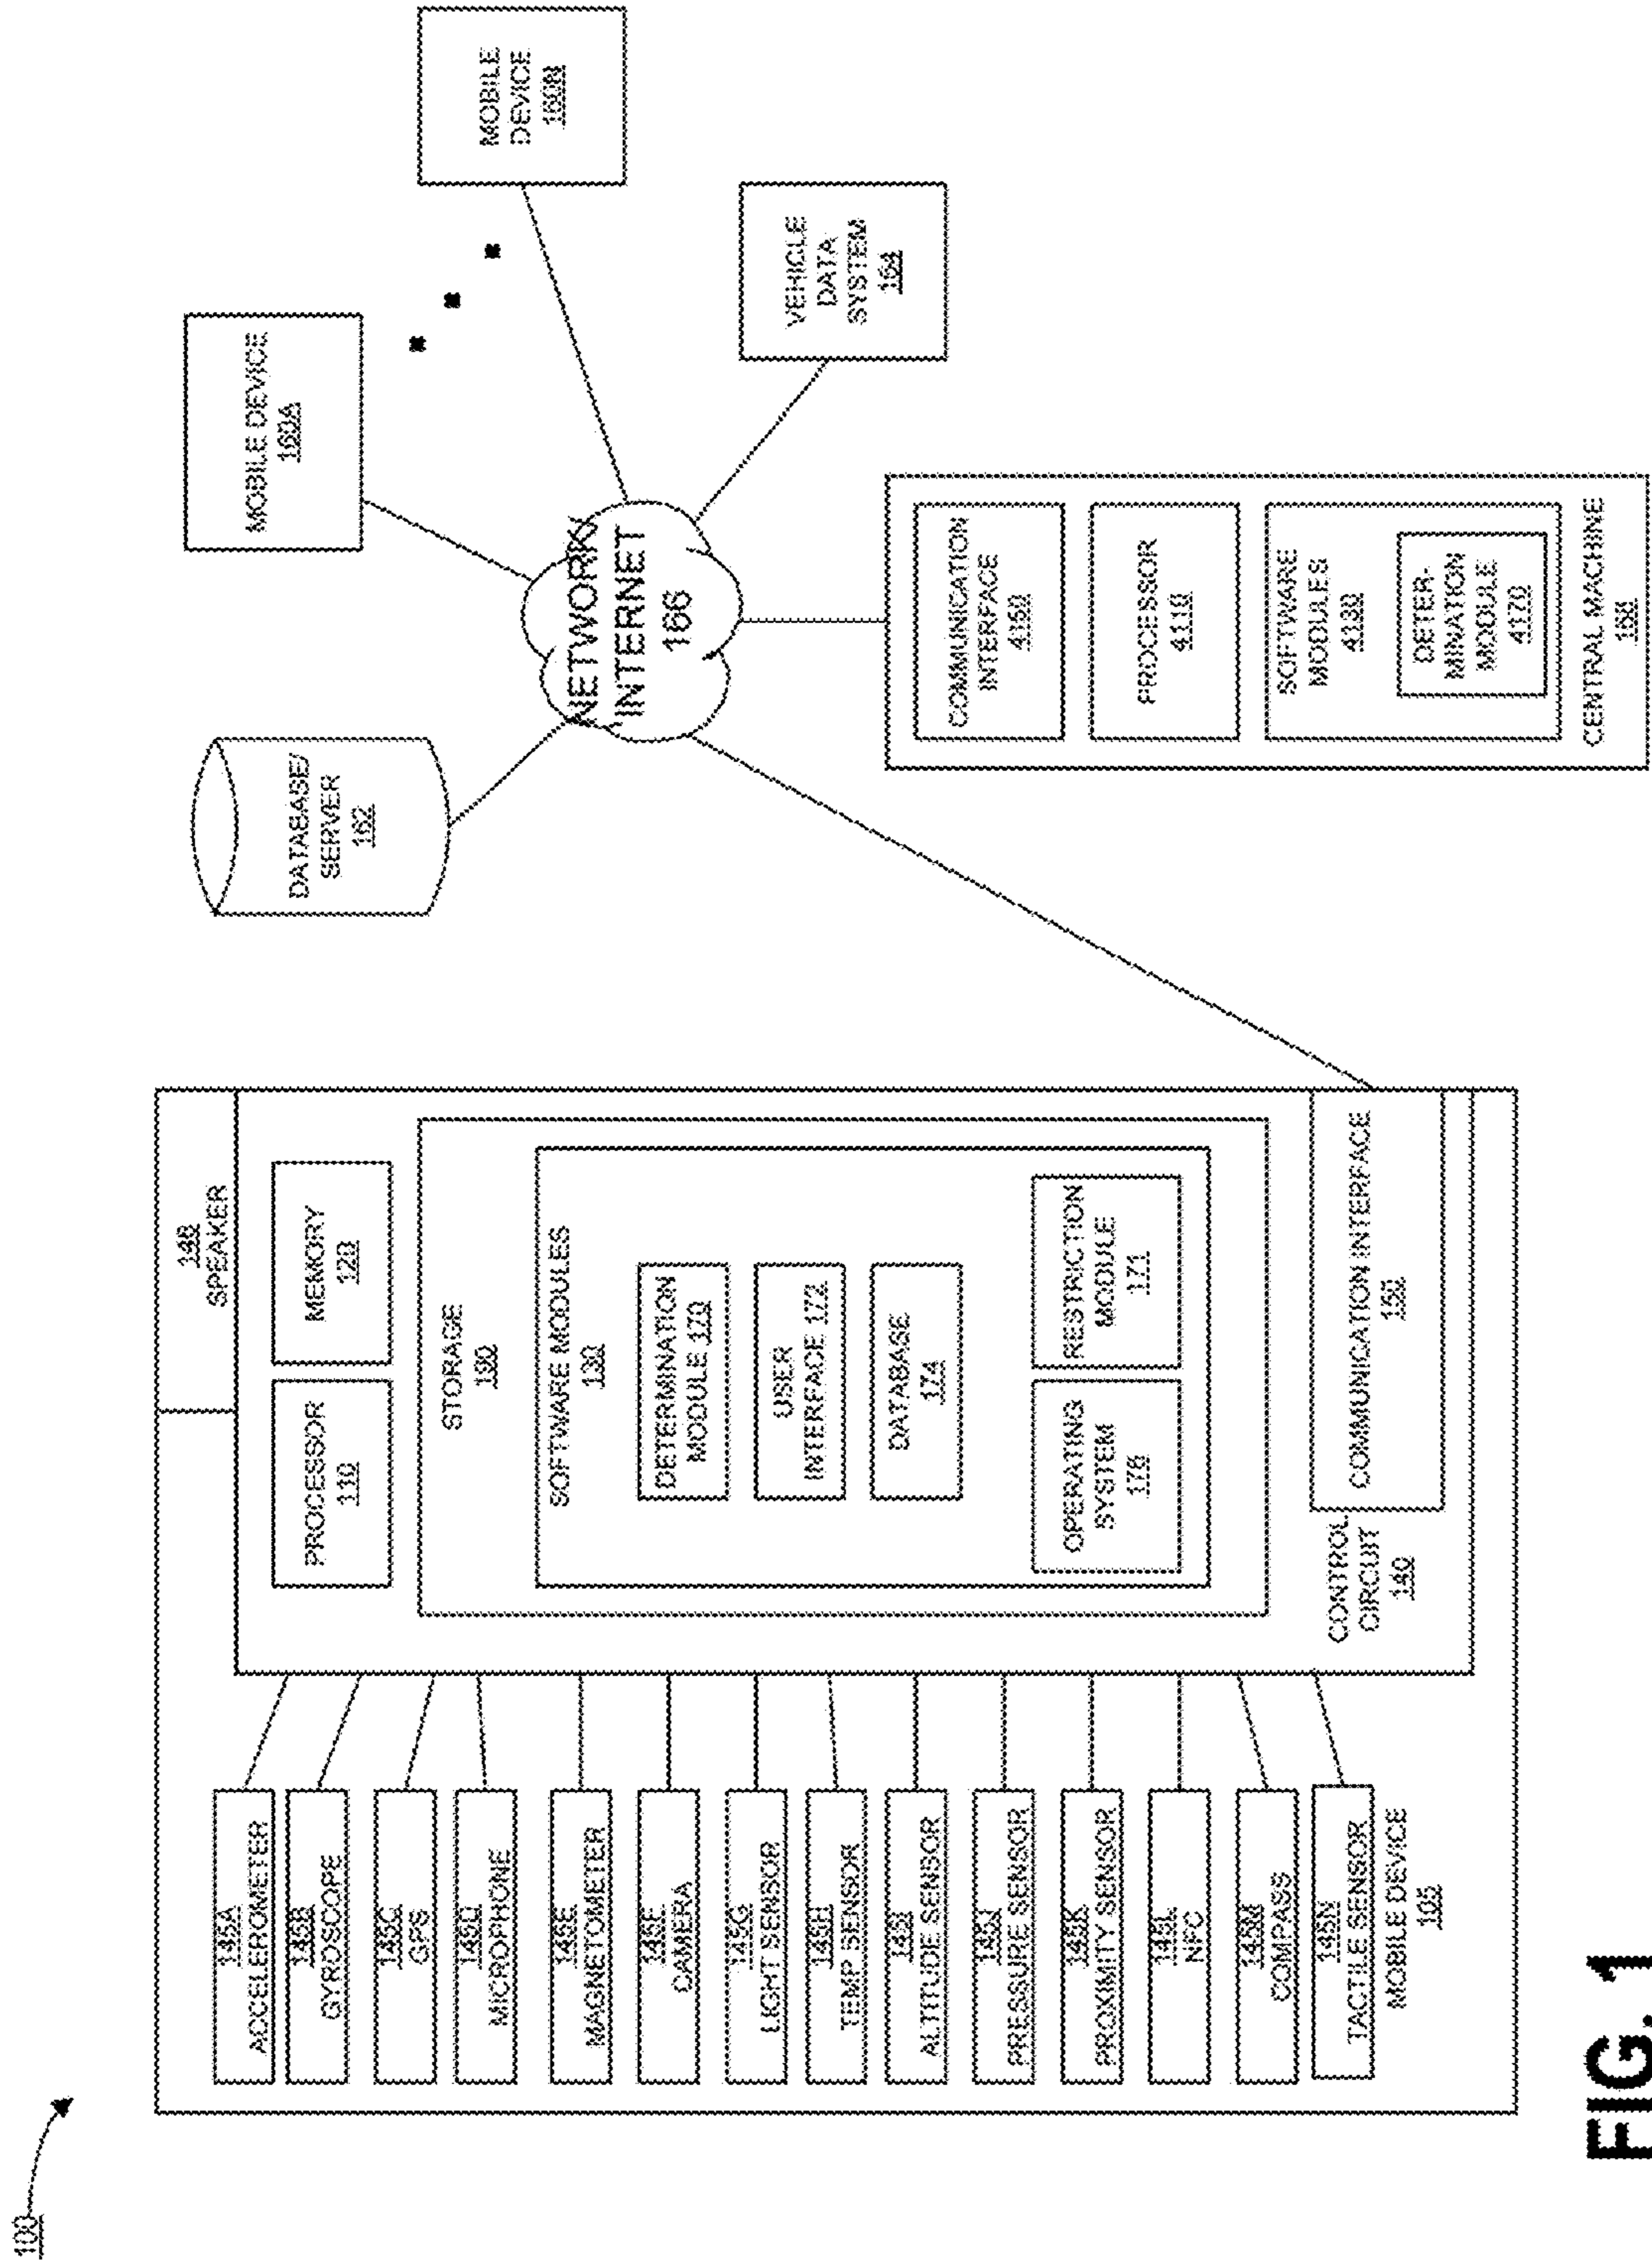 100
145A
ACCELEROMETER
145B
GYROSCOPE
145C
GPS
145D
MICROPHONE
145E
MAGNETOMETER
145F
CAMERA
145G
LIGHT SENSOR
145H
TEMP SENSOR
145I
ALTITUDE SENSOR
145J
PRESSURE SENSOR
145K
PROXIMITY SENSOR
145L
NFC
145M
COMPASS
145N
TACTILE SENSOR
MOBILE DEVICE
105
SPEAKER
PROCESSOR
110
MEMORY
120
STORAGE
190
SOFTWARE MODULES
130
DETERMINATION
MODULE 170
USER
INTERFACE 172
DATABASE
174
OPERATING
SYSTEM
176
RESTRICTION
MODULE
171
CONTROL
CIRCUIT
140
COMMUNICATION INTERFACE
150
DATABASE/
SERVER
162
MOBILE DEVICE
160A
MOBILE
DEVICE
160N
NETWORK/
INTERNET
166
VEHICLE
DATA
SYSTEM
164
COMMUNICATION
INTERFACE
4150
PROCESSOR
4110
SOFTWARE
MODULES
4130
DETER-
MINATION
MODULE
4170
CENTRAL MACHINE
168
FIG. 1